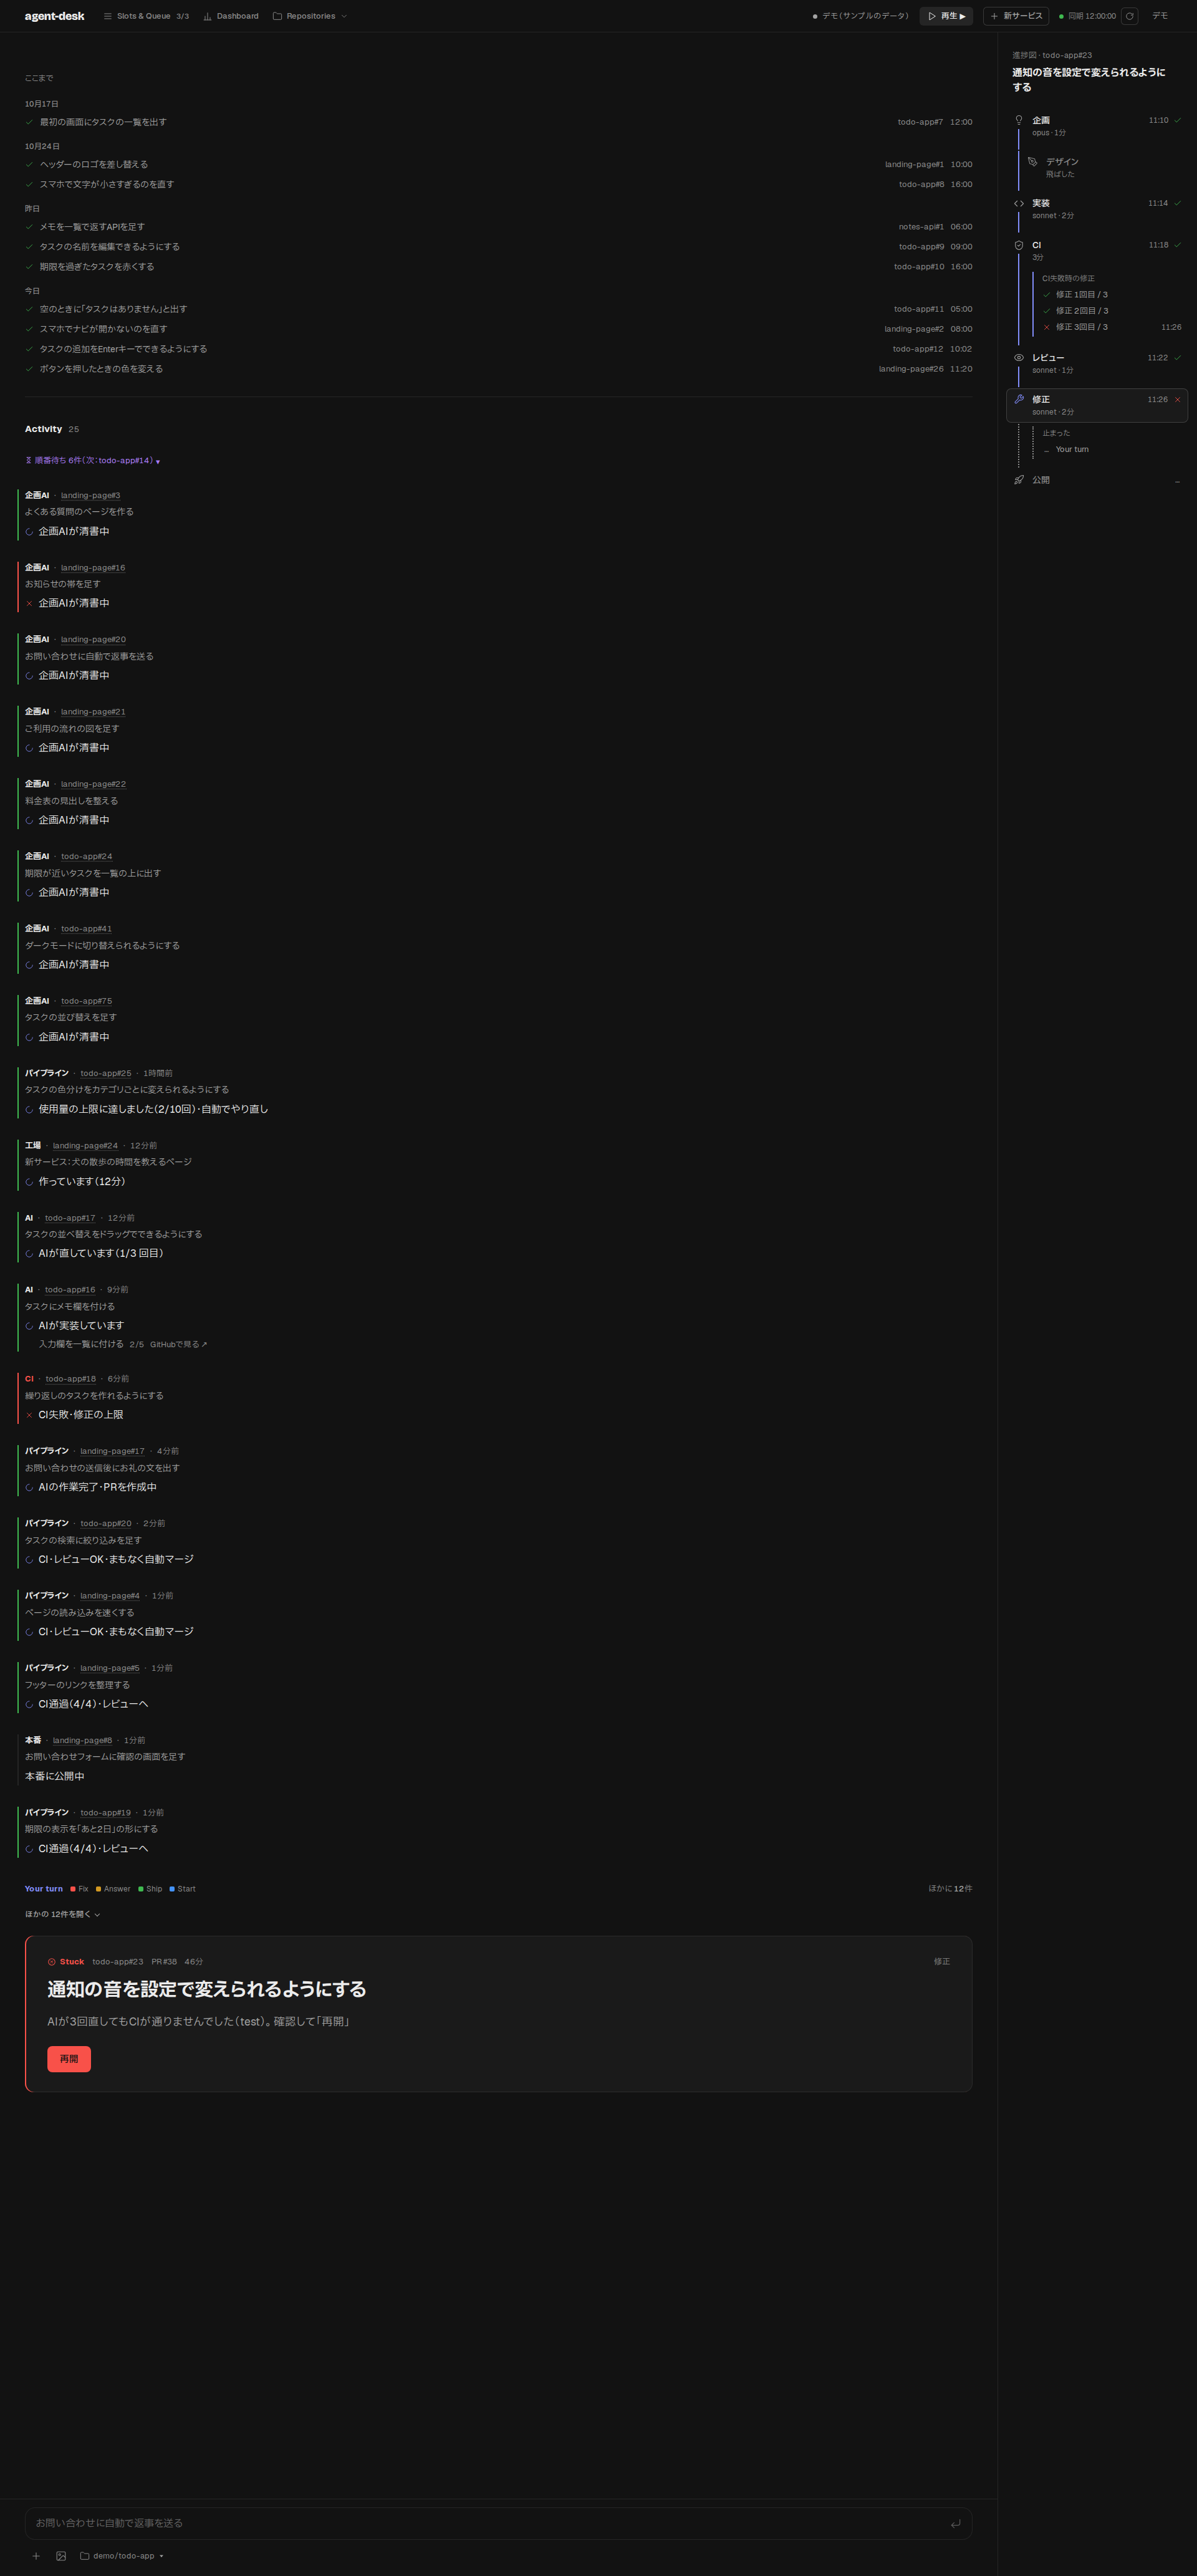 agent-desk Slots & Queue 3/3 Dashboard Repositories デモ(サンプルのデータ) 再生 ▶ 新サービス 同期 12:00:00 デモ
ここまで
10月17日
最初の画面にタスクの一覧を出す todo-app#7 12:00
10月24日
ヘッダーのロゴを差し替える landing-page#1 10:00
スマホで文字が小さすぎるのを直す todo-app#8 16:00
昨日
メモを一覧で返すAPIを足す notes-api#1 06:00
タスクの名前を編集できるようにする todo-app#9 09:00
期限を過ぎたタスクを赤くする todo-app#10 16:00
今日
空のときに「タスクはありません」と出す todo-app#11 05:00
スマホでナビが開かないのを直す landing-page#2 08:00
タスクの追加をEnterキーでできるようにする todo-app#12 10:02
ボタンを押したときの色を変える landing-page#26 11:20
Activity 25
順番待ち 6件(次:todo-app#14) ▾
企画AI · landing-page#3
よくある質問のページを作る
企画AIが清書中
企画AI · landing-page#16
お知らせの帯を足す
企画AIが清書中
企画AI · landing-page#20
お問い合わせに自動で返事を送る
企画AIが清書中
企画AI · landing-page#21
ご利用の流れの図を足す
企画AIが清書中
企画AI · landing-page#22
料金表の見出しを整える
企画AIが清書中
企画AI · todo-app#24
期限が近いタスクを一覧の上に出す
企画AIが清書中
企画AI · todo-app#41
ダークモードに切り替えられるようにする
企画AIが清書中
企画AI · todo-app#75
タスクの並び替えを足す
企画AIが清書中
パイプライン · todo-app#25 · 1時間前
タスクの色分けをカテゴリごとに変えられるようにする
使用量の上限に達しました(2/10回)・自動でやり直し
工場 · landing-page#24 · 12分前
新サービス:犬の散歩の時間を教えるページ
作っています(12分)
AI · todo-app#17 · 12分前
タスクの並べ替えをドラッグでできるようにする
AIが直しています(1/3 回目)
AI · todo-app#16 · 9分前
タスクにメモ欄を付ける
AIが実装しています
入力欄を一覧に付ける 2/5 GitHubで見る ↗
CI · todo-app#18 · 6分前
繰り返しのタスクを作れるようにする
CI失敗・修正の上限
パイプライン · landing-page#17 · 4分前
お問い合わせの送信後にお礼の文を出す
AIの作業完了・PRを作成中
パイプライン · todo-app#20 · 2分前
タスクの検索に絞り込みを足す
CI・レビューOK・まもなく自動マージ
パイプライン · landing-page#4 · 1分前
ページの読み込みを速くする
CI・レビューOK・まもなく自動マージ
パイプライン · landing-page#5 · 1分前
フッターのリンクを整理する
CI通過(4/4)・レビューへ
本番 · landing-page#6 · 1分前
お問い合わせフォームに確認の画面を足す
本番に公開中
パイプライン · todo-app#19 · 1分前
期限の表示を「あと2日」の形にする
CI通過(4/4)・レビューへ
Your turn Fix Answer Ship Start ほかに 12件
ほかの 12件を開く
Stuck todo-app#23 PR#38 46分 修正
通知の音を設定で変えられるようにする
AIが3回直してもCIが通りませんでした(test)。確認して「再開」
再開
お問い合わせに自動で返事を送る
demo/todo-app
進捗図 · todo-app#23
通知の音を設定で変えられるように
する
企画 11:10
opus · 1分
デザイン
飛ばした
実装 11:14
sonnet · 2分
CI 11:18
3分
CI失敗時の修正
修正 1回目 / 3
修正 2回目 / 3
修正 3回目 / 3 11:26
レビュー 11:22
sonnet · 1分
修正 11:26
sonnet · 2分
止まった
… Your turn
公開 …